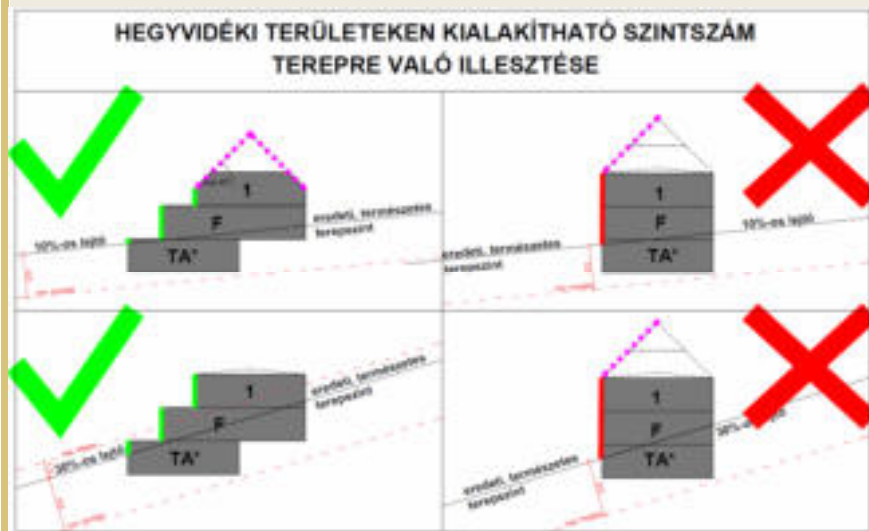 HEGYVIDÉKI TERÜLETEKEN KIALAKÍTHATÓ SZINTSZÁM
TEREPRE VALÓ ILLESZTÉSE
1
F
TA*
10%-os lejtő
eredeti, természetes
terepszint
1
F
TA*
10%-os lejtő
eredeti, természetes
terepszint
1
F
TA*
30%-os lejtő
eredeti, természetes
terepszint
1
F
TA*
30%-os lejtő
eredeti, természetes
terepszint